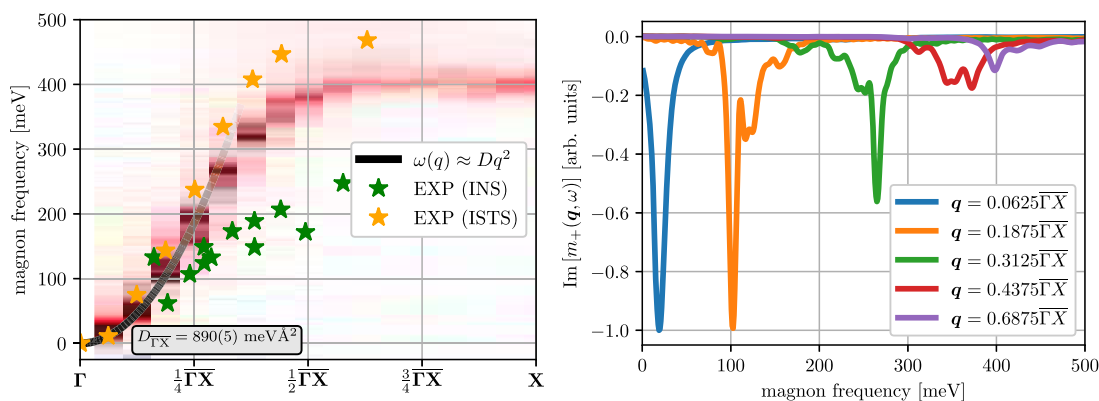 magnon frequency [meV]
500
400
300
200
100
0
ω(q) ≈ Dq²
EXP (INS)
EXP (ISTS)
D_ΓX̅ = 890(5) meVÅ²
Γ
¼Γ̅X̅
½Γ̅X̅
¾Γ̅X̅
X
Im [m₊(q, ω)] [arb. units]
0.0
−0.2
−0.4
−0.6
−0.8
−1.0
q = 0.0625Γ̅X̅
q = 0.1875Γ̅X̅
q = 0.3125Γ̅X̅
q = 0.4375Γ̅X̅
q = 0.6875Γ̅X̅
0
100
200
300
400
500
magnon frequency [meV]